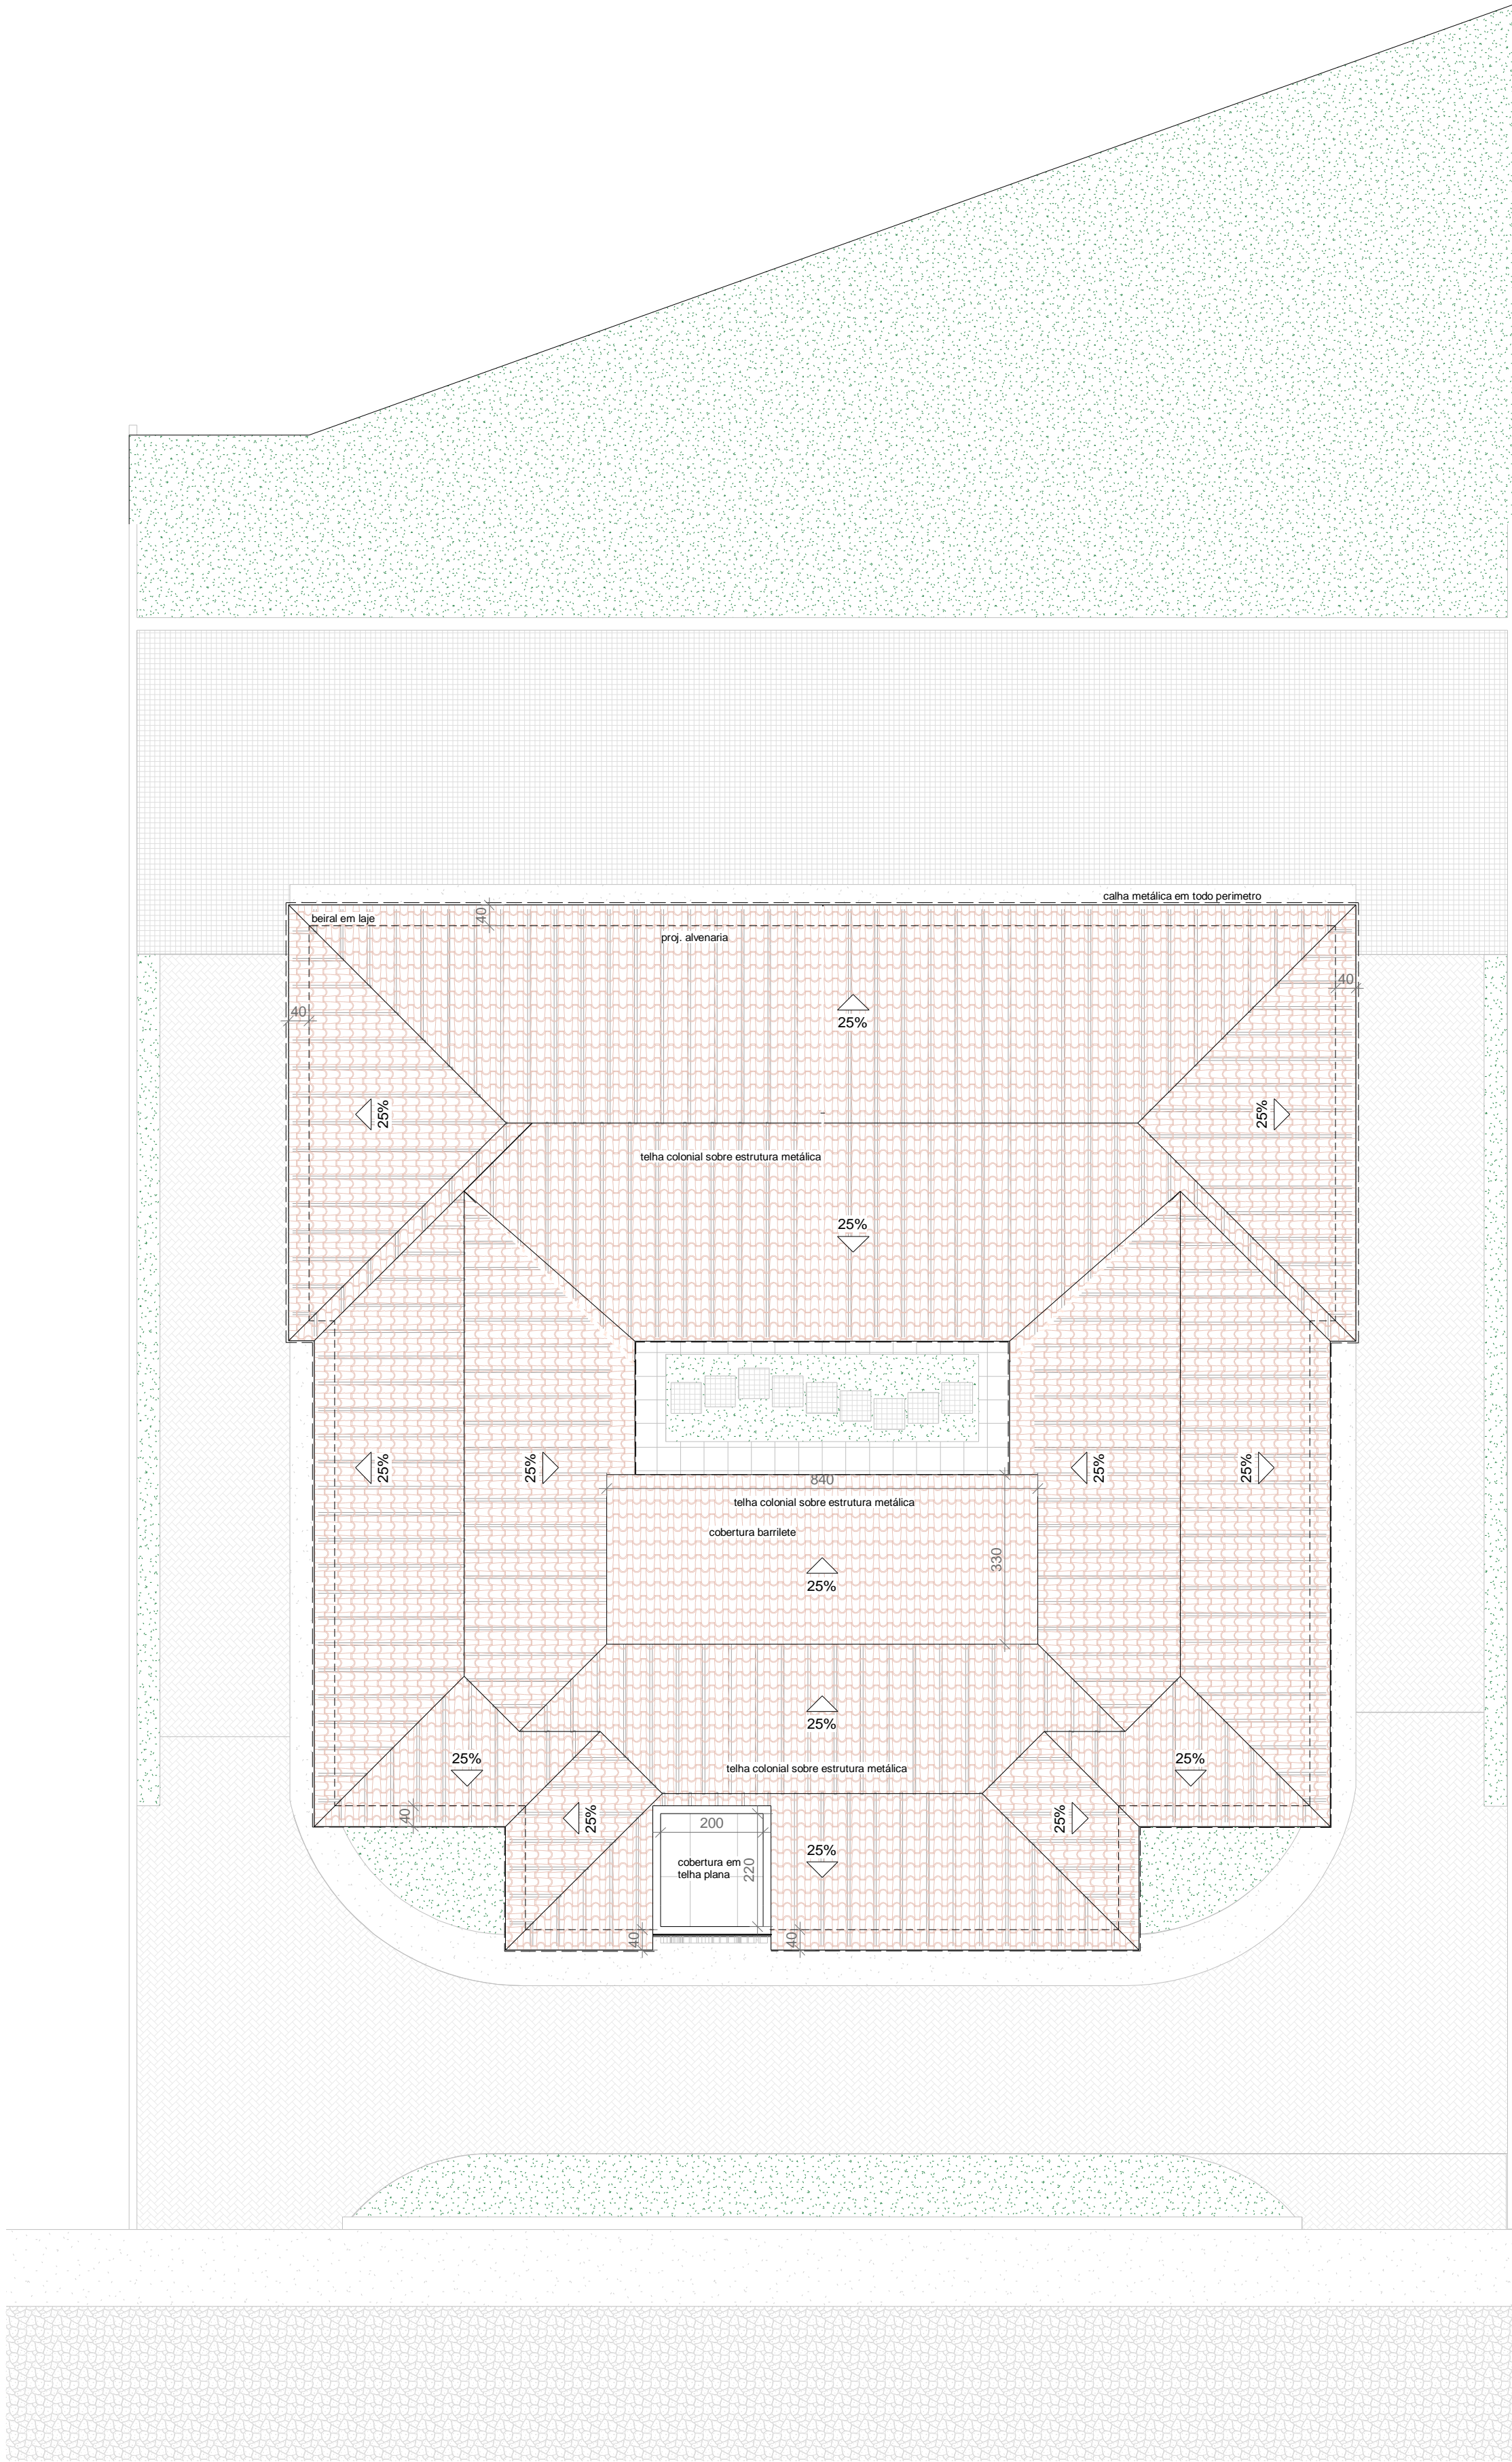 calha metálica em todo perimetro
beiral em laje
40
proj. alvenaria
40
40
25%
25%
25%
telha colonial sobre estrutura metálica
25%
25%
25%
25%
25%
840
telha colonial sobre estrutura metálica
cobertura barrilete
330
25%
25%
25%
25%
telha colonial sobre estrutura metálica
40
25%
25%
200
25%
220
cobertura em
telha plana
40
40